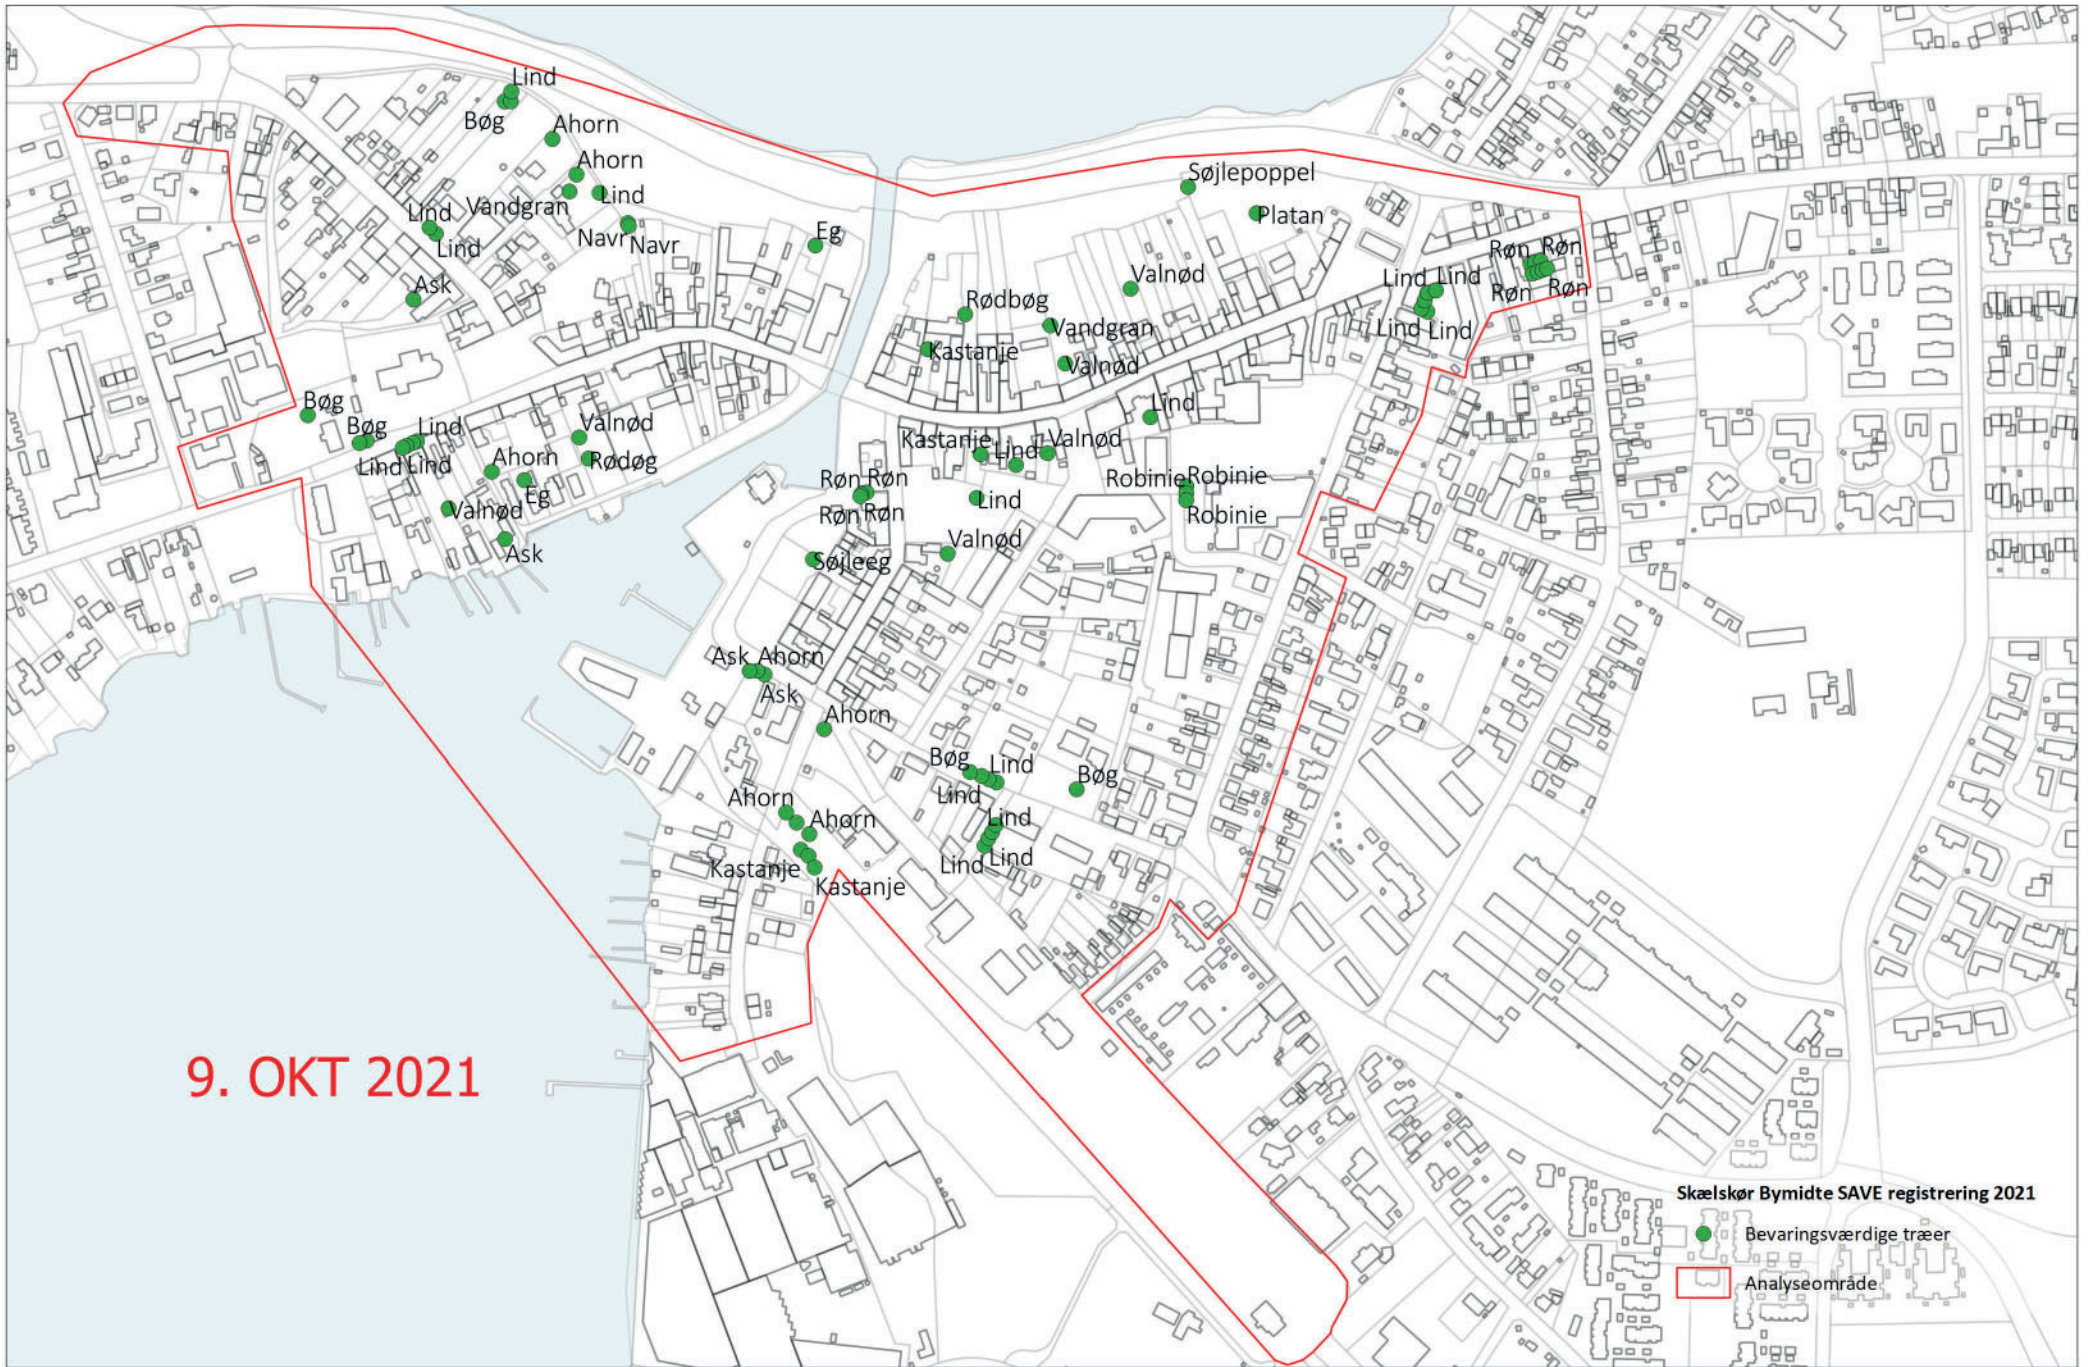 Lind
Bøg
Ahorn
Ahorn
Vandgran
Lind
Lind
Lind
Navr
Navr
Eg
Ask
Søjlepoppel
Platan
Valnød
Røn
Røn
Røn
Røn
Lind
Lind
Lind
Lind
Rødbøg
Vandgran
Kastanje
Valnød
Lind
Bøg
Bøg
Lind
Lind
Lind
Valnød
Rødøg
Ahorn
Eg
Valnød
Ask
Kastanje
Lind
Valnød
Robinie
Robinie
Robinie
Røn
Røn
Røn
Røn
Lind
Valnød
Søjleeg
Ask
Ahorn
Ask
Ahorn
Bøg
Lind
Lind
Bøg
Ahorn
Ahorn
Lind
Lind
Lind
Kastanje
Kastanje
9. OKT 2021
Skælskør Bymidte SAVE registrering 2021
Bevaringsværdige træer
Analyseområde